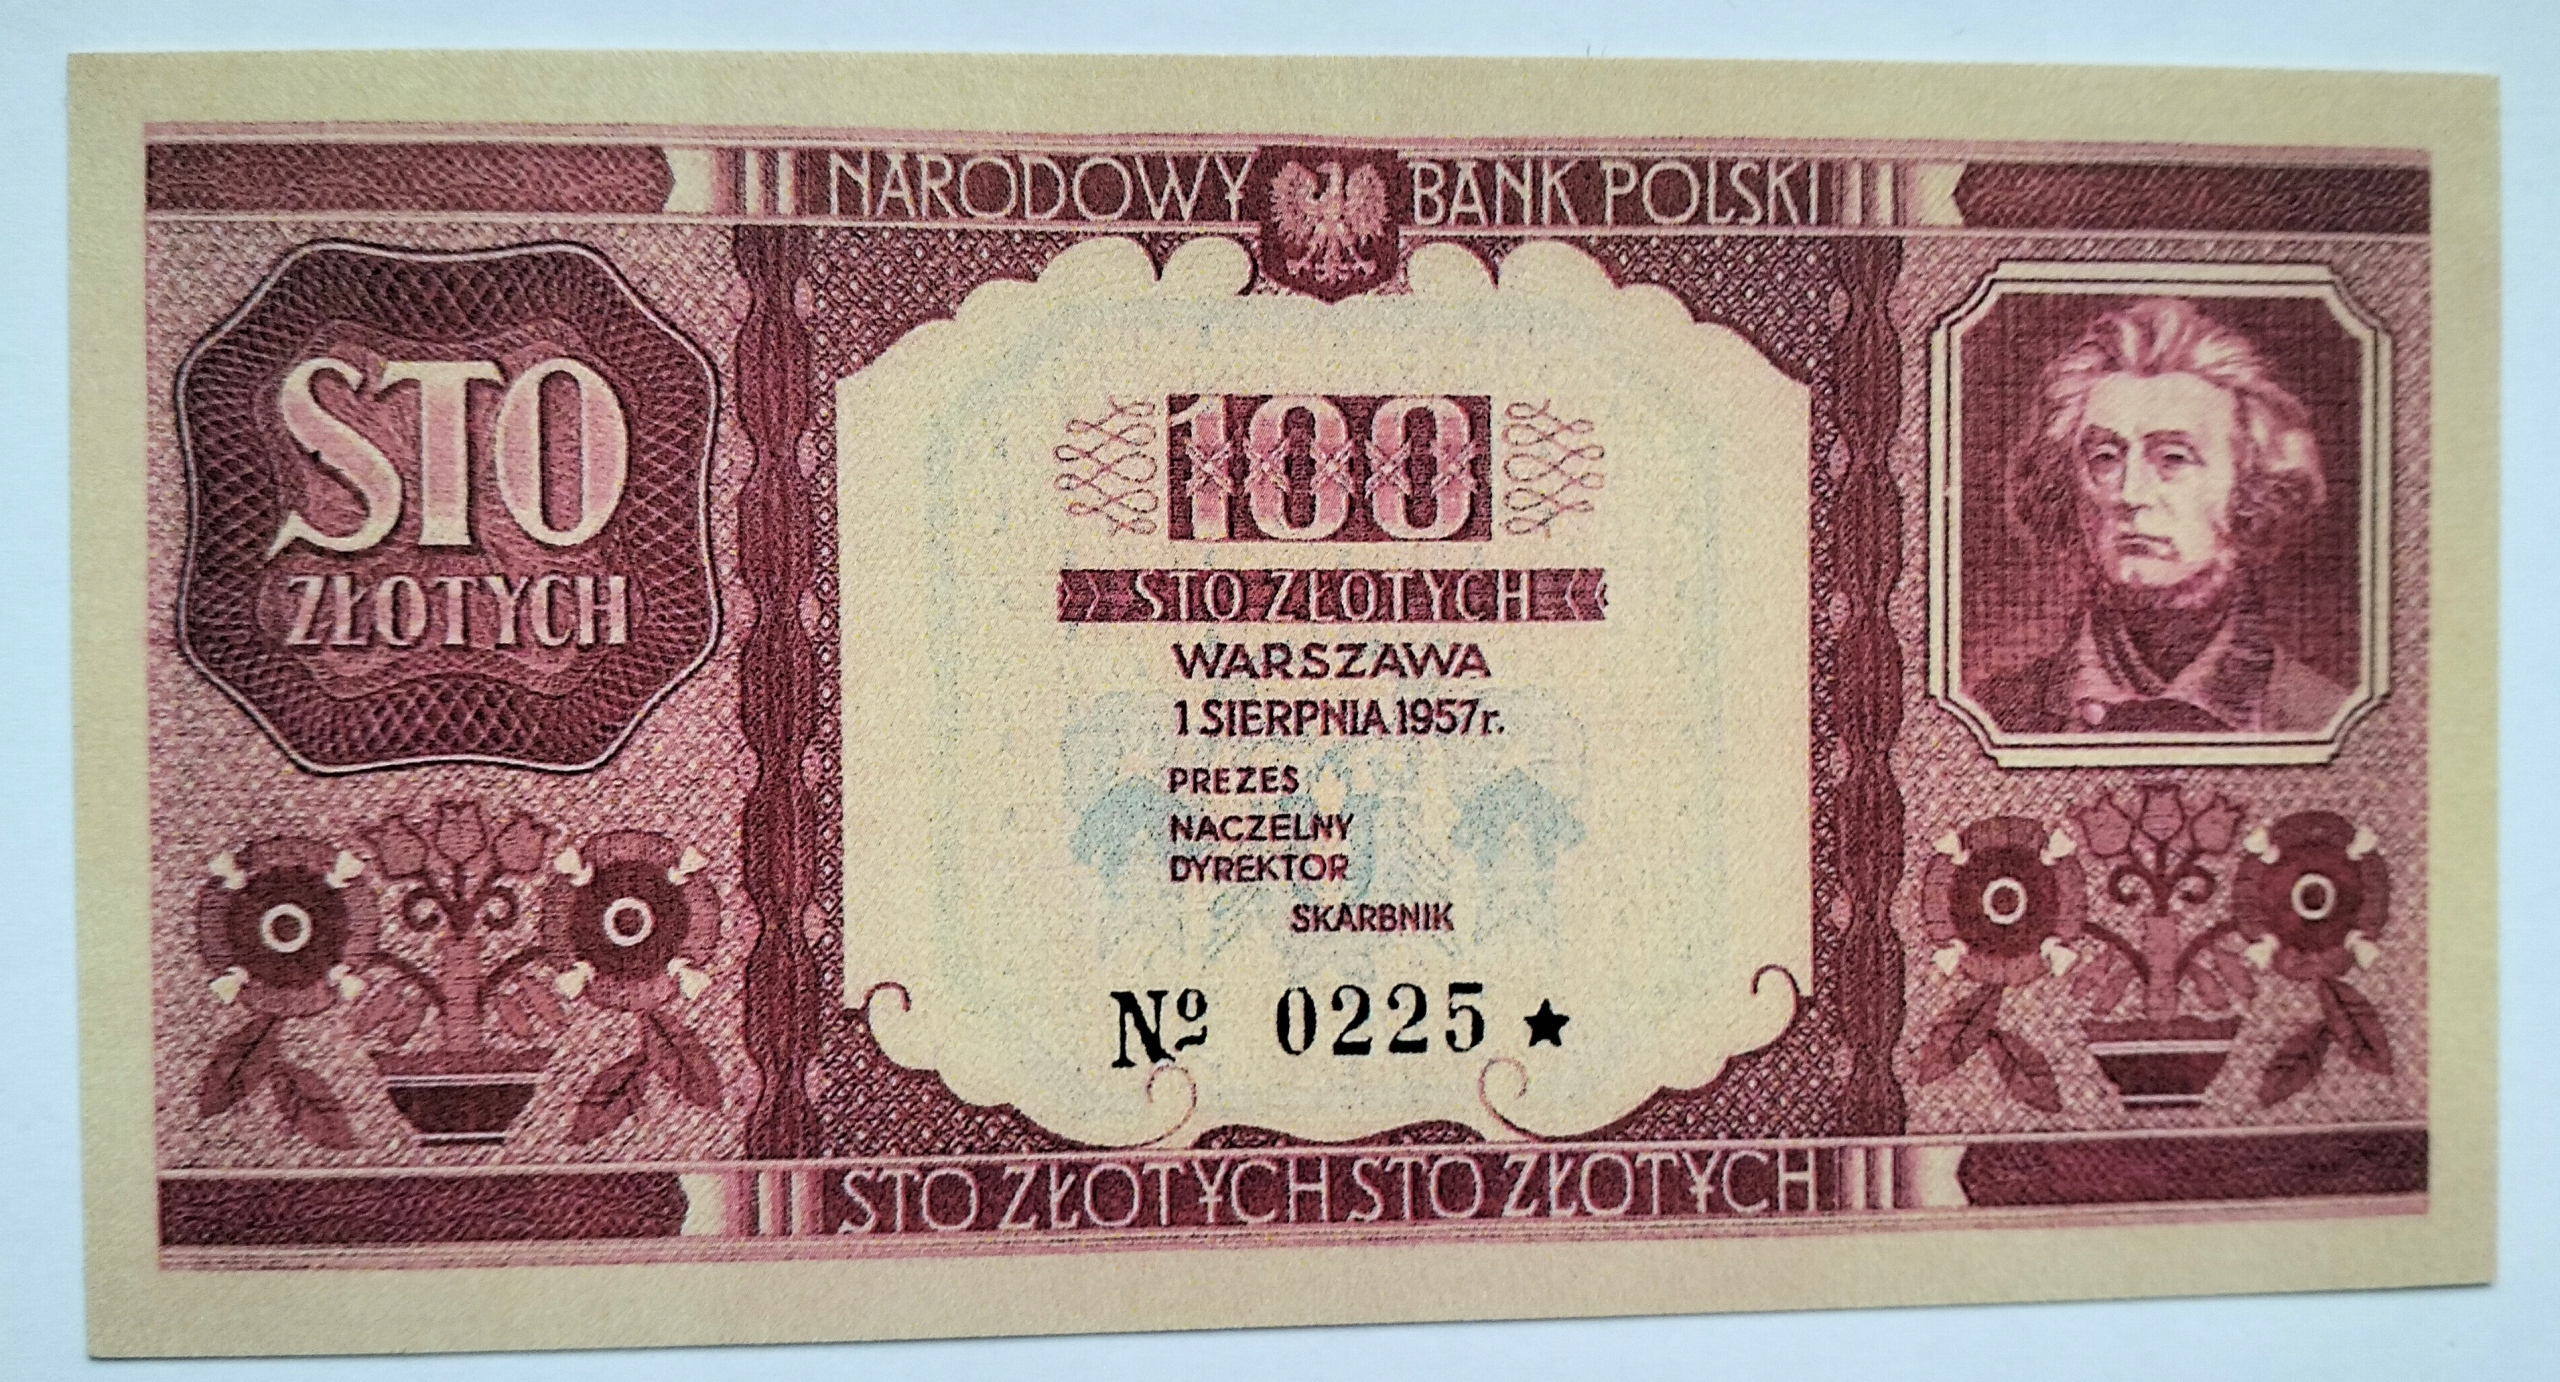 NARODOWY BANK POLSKI
STO
ZŁOTYCH
100
STO ZŁOTYCH
WARSZAWA
1 SIERPNIA 1957r.
PREZES
NACZELNY
DYREKTOR
SKARBNIK
Nº 0225 ★
STO ZŁOTYCH STO ZŁOTYCH